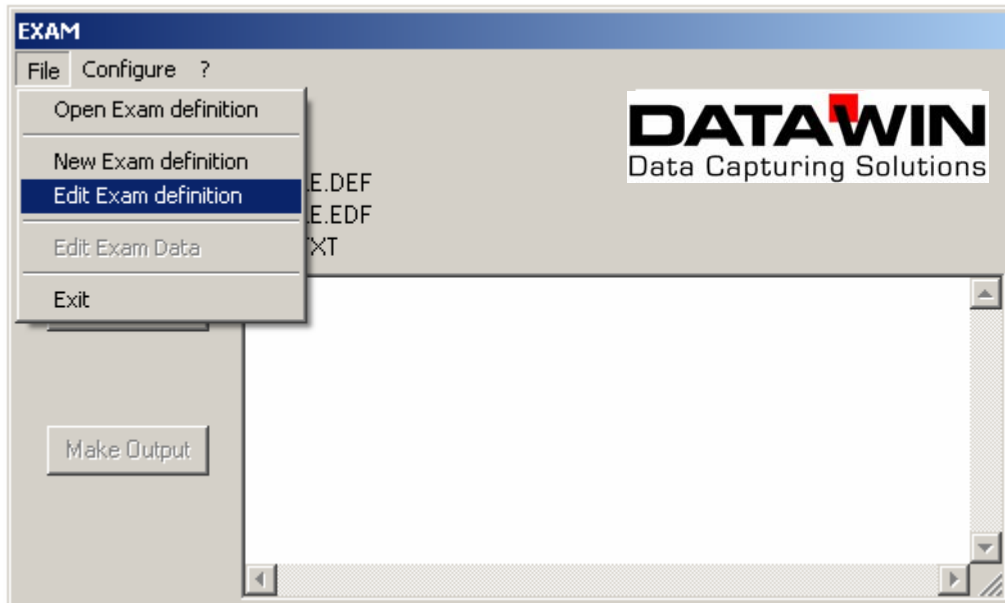 EXAM
File Configure ?
Open Exam definition
New Exam definition
Edit Exam definition
Edit Exam Data
Exit
DATAWIN
Data Capturing Solutions
E.DEF
E.EDF
XT
Make Output